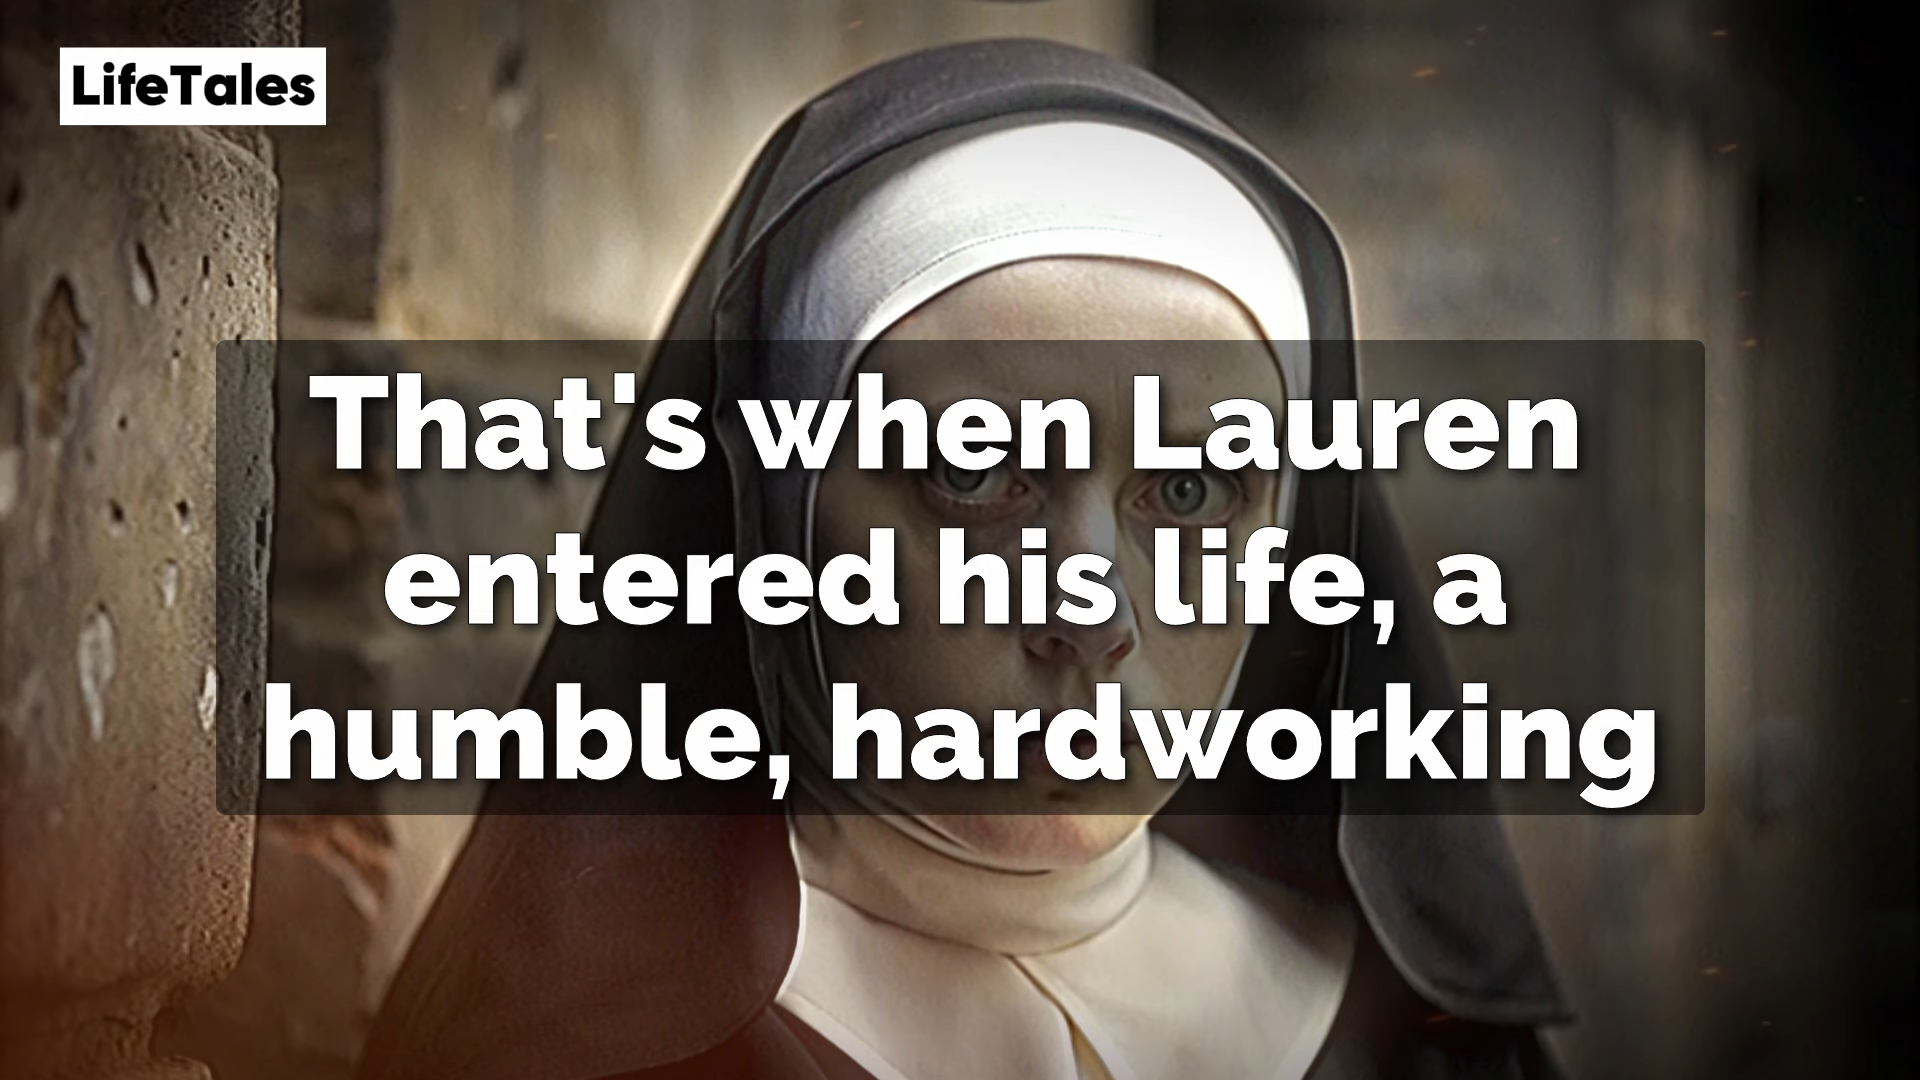 LifeTales
That's when Lauren
entered his life, a
humble, hardworking